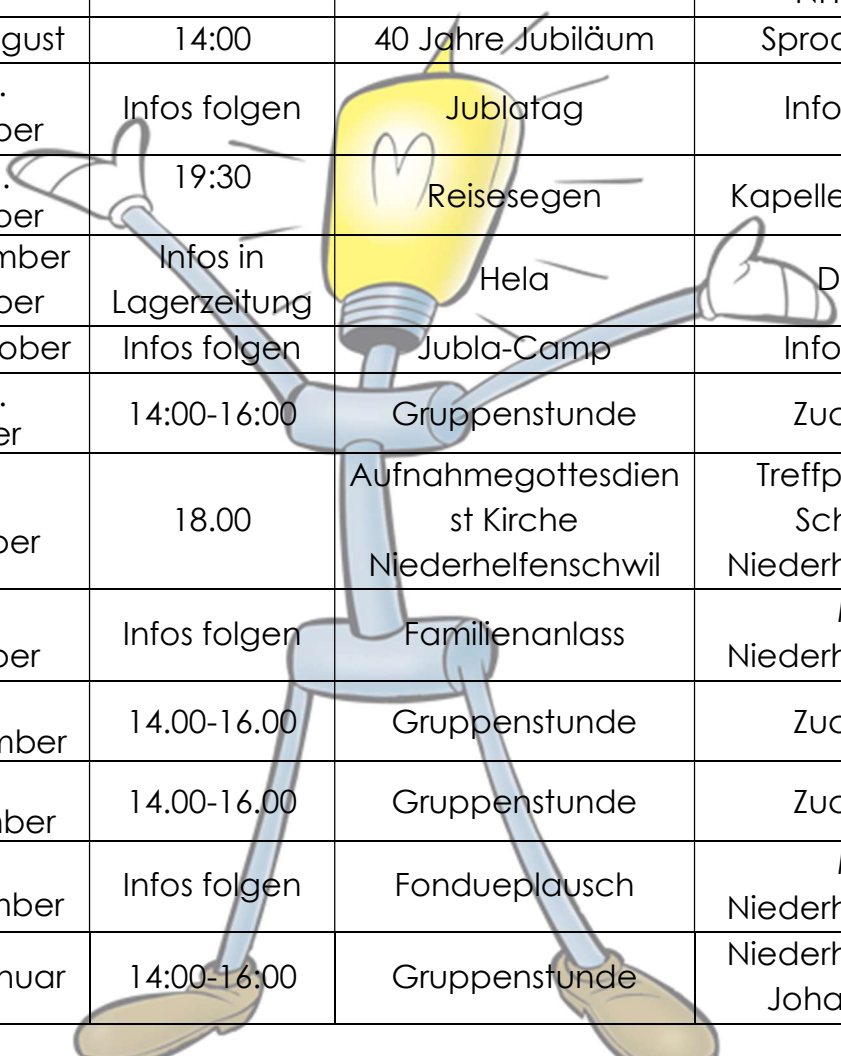 gust 14:00 40 Jahre Jubiläum Sproc
.
ber Infos folgen Jublatag Info
.
ber 19:30 Reisesegen Kapelle
mber
ber Infos in
Lagerzeitung Hela D
ober Infos folgen Jubla-Camp Info
.
er 14:00-16:00 Gruppenstunde Zuc
ber 18.00 Aufnahmegottesdien
st Kirche
Niederhelfenschwil Treffp
Sch
Niederh
ber Infos folgen Familienanlass Niederh
mber 14.00-16.00 Gruppenstunde Zuc
mber 14.00-16.00 Gruppenstunde Zuc
mber Infos folgen Fondueplausch Niederh
nuar 14:00-16:00 Gruppenstunde Niederh
Joha